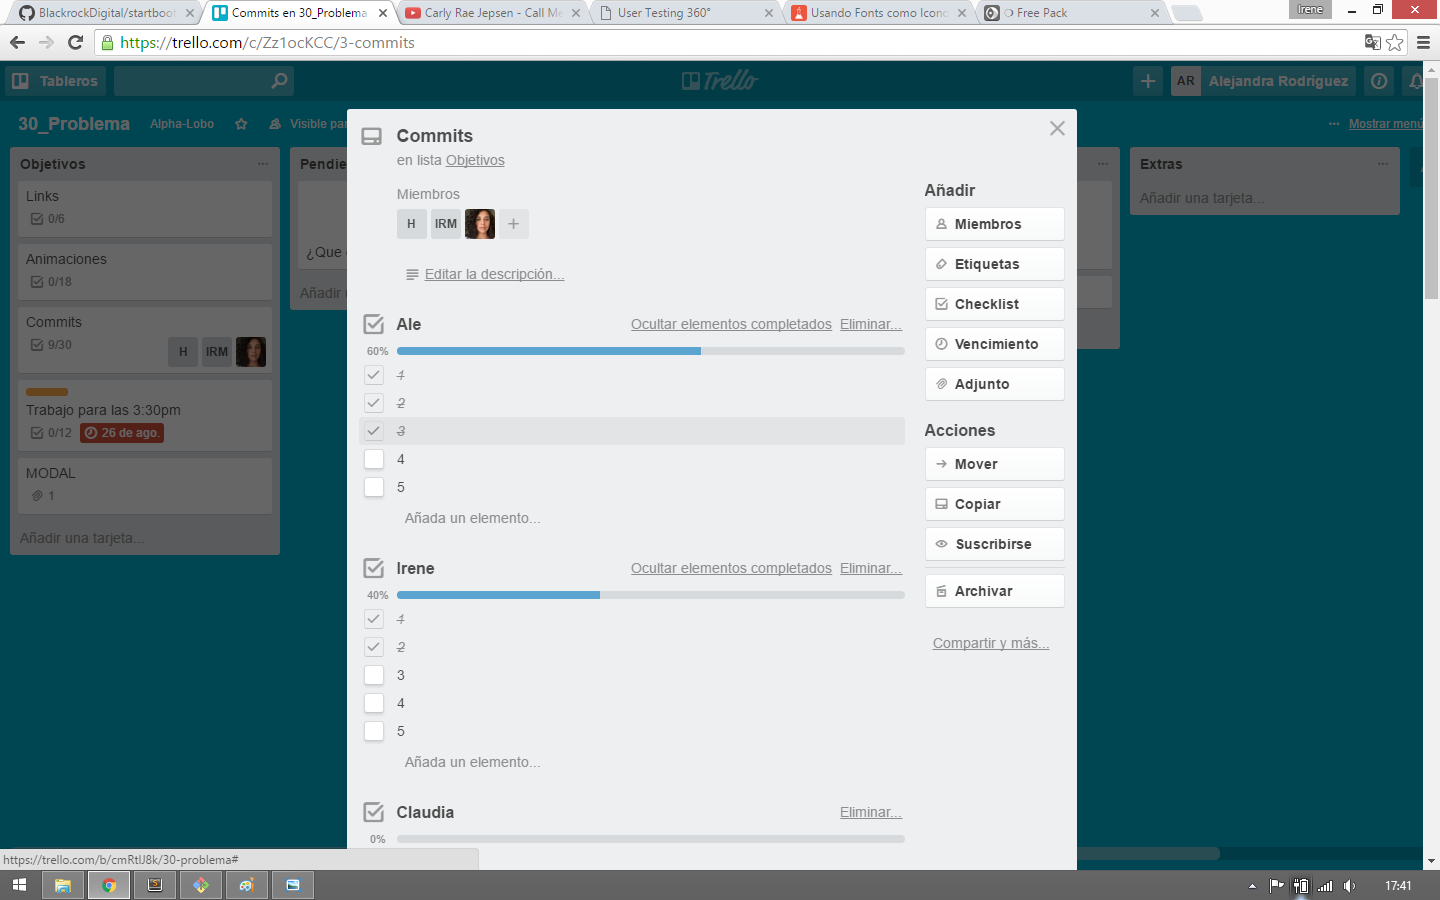 BlackrockDigital/startboot
Commits en 30_Problema
Carly Rae Jepsen - Call Me
User Testing 360°
Usando Fonts como Icono
Free Pack
Irene
https://trello.com/c/Zz1ocKCC/3-commits
Tableros
Trello
AR Alejandra Rodríguez
30_Problema
Alpha-Lobo
Visible par
Mostrar menú
Objetivos
Links
0/6
Animaciones
0/18
Commits
9/30
H IRM
Trabajo para las 3:30pm
0/12 26 de ago.
MODAL
1
Añadir una tarjeta...
Pendie
¿Que
Añadir
Commits
en lista Objetivos
Miembros
H IRM +
Editar la descripción...
Ale Ocultar elementos completados Eliminar...
60%
1
2
3
4
5
Añada un elemento...
Irene Ocultar elementos completados Eliminar...
40%
1
2
3
4
5
Añada un elemento...
Claudia Eliminar...
0%
Añadir
Miembros
Etiquetas
Checklist
Vencimiento
Adjunto
Acciones
Mover
Copiar
Suscribirse
Archivar
Compartir y más...
Extras
Añadir una tarjeta...
https://trello.com/b/cmRtIJ8k/30-problema#
17:41